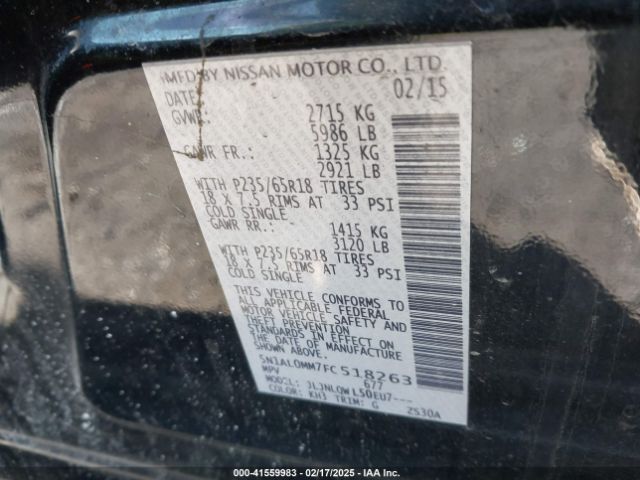 MFD BY NISSAN MOTOR CO., LTD.
DATE: 02/15
GVWR: 2715 KG
5986 LB
GAWR FR.: 1325 KG
2921 LB
WITH P235/65R18 TIRES
18 X 7.5 RIMS AT 33 PSI
COLD SINGLE
GAWR RR.: 1415 KG
3120 LB
WITH P235/65R18 TIRES
18 X 7.5 RIMS AT 33 PSI
COLD SINGLE
THIS VEHICLE CONFORMS TO
ALL APPLICABLE FEDERAL
MOTOR VEHICLE SAFETY AND
THEFT PREVENTION
STANDARDS IN EFFECT ON
THE DATE OF MANUFACTURE
5N1AL0MM7FC518263
MPV 677
MODEL: JLJNLQWL50EU7---
COLOR: KH3 TRIM: G 2S30A
000-41559983 / 02/17/2025 / IAA Inc.